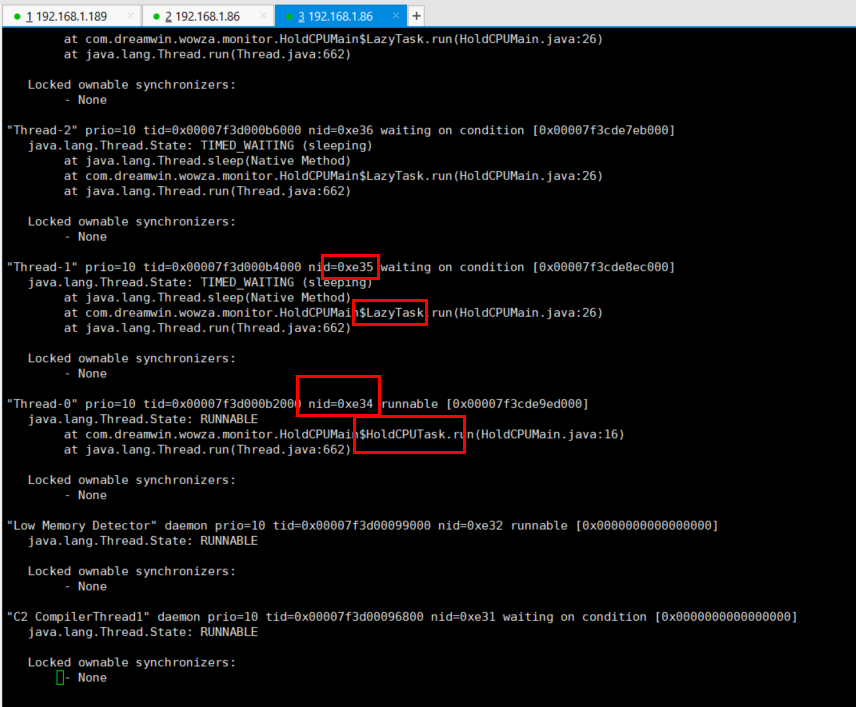 1 192.168.1.189 × 2 192.168.1.86 × 3 192.168.1.86 × +
at com.dreamwin.wowza.monitor.HoldCPUMain$LazyTask.run(HoldCPUMain.java:26)
at java.lang.Thread.run(Thread.java:662)
Locked ownable synchronizers:
- None
"Thread-2" prio=10 tid=0x00007f3d000b6000 nid=0xe36 waiting on condition [0x00007f3cde7eb000]
java.lang.Thread.State: TIMED_WAITING (sleeping)
at java.lang.Thread.sleep(Native Method)
at com.dreamwin.wowza.monitor.HoldCPUMain$LazyTask.run(HoldCPUMain.java:26)
at java.lang.Thread.run(Thread.java:662)
Locked ownable synchronizers:
- None
"Thread-1" prio=10 tid=0x00007f3d000b4000 nid=0xe35 waiting on condition [0x00007f3cde8ec000]
java.lang.Thread.State: TIMED_WAITING (sleeping)
at java.lang.Thread.sleep(Native Method)
at com.dreamwin.wowza.monitor.HoldCPUMain$LazyTask.run(HoldCPUMain.java:26)
at java.lang.Thread.run(Thread.java:662)
Locked ownable synchronizers:
- None
"Thread-0" prio=10 tid=0x00007f3d000b2000 nid=0xe34 runnable [0x00007f3cde9ed000]
java.lang.Thread.State: RUNNABLE
at com.dreamwin.wowza.monitor.HoldCPUMain$HoldCPUTask.run(HoldCPUMain.java:16)
at java.lang.Thread.run(Thread.java:662)
Locked ownable synchronizers:
- None
"Low Memory Detector" daemon prio=10 tid=0x00007f3d00099000 nid=0xe32 runnable [0x0000000000000000]
java.lang.Thread.State: RUNNABLE
Locked ownable synchronizers:
- None
"C2 CompilerThread1" daemon prio=10 tid=0x00007f3d00096800 nid=0xe31 waiting on condition [0x0000000000000000]
java.lang.Thread.State: RUNNABLE
Locked ownable synchronizers:
- None